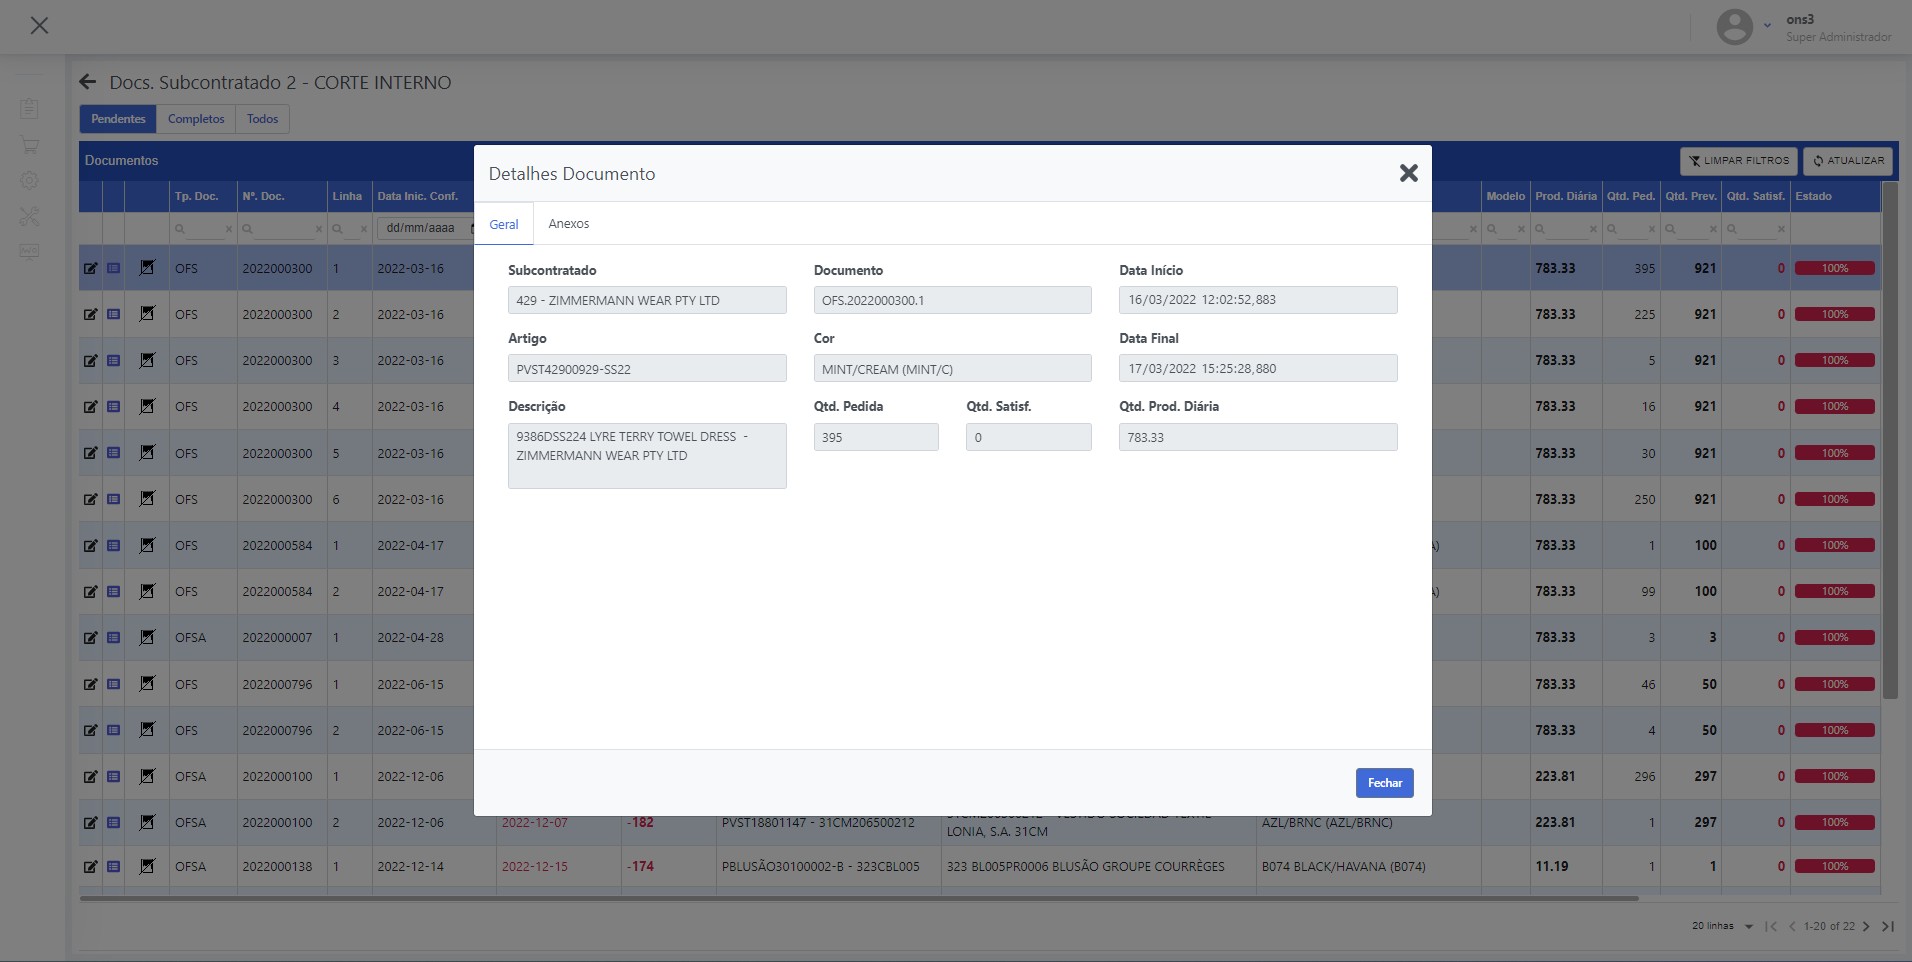 ons3
Super Administrador
Docs. Subcontratado 2 - CORTE INTERNO
Pendentes Completos Todos
Documentos LIMPAR FILTROS ATUALIZAR
Tp. Doc. Nº. Doc. Linha Data Inic. Conf. Modelo Prod. Diária Qtd. Ped. Qtd. Prev. Qtd. Satisf. Estado
dd/mm/aaaa
OFS 2022000300 1 2022-03-16 783.33 395 921 0 100%
OFS 2022000300 2 2022-03-16 783.33 225 921 0 100%
OFS 2022000300 3 2022-03-16 783.33 5 921 0 100%
OFS 2022000300 4 2022-03-16 783.33 16 921 0 100%
OFS 2022000300 5 2022-03-16 783.33 30 921 0 100%
OFS 2022000300 6 2022-03-16 783.33 250 921 0 100%
OFS 2022000584 1 2022-04-17 783.33 1 100 0 100%
OFS 2022000584 2 2022-04-17 783.33 99 100 0 100%
OFSA 2022000007 1 2022-04-28 783.33 3 3 0 100%
OFS 2022000796 1 2022-06-15 783.33 46 50 0 100%
OFS 2022000796 2 2022-06-15 783.33 4 50 0 100%
OFSA 2022000100 1 2022-12-06 223.81 296 297 0 100%
OFSA 2022000100 2 2022-12-06 2022-12-07 -182 PVST18801147 - 31CM206500212 LONIA, S.A. 31CM AZL/BRNC (AZL/BRNC) 223.81 1 297 0 100%
OFSA 2022000138 1 2022-12-14 2022-12-15 -174 PBLUSÃO30100002-B - 323CBL005 323 BL005PR0006 BLUSÃO GROUPE COURRÈGES B074 BLACK/HAVANA (B074) 11.19 1 1 0 100%
20 linhas 1-20 of 22
Detalhes Documento
Geral Anexos
Subcontratado Documento Data Início
429 - ZIMMERMANN WEAR PTY LTD OFS.2022000300.1 16/03/2022 12:02:52,883
Artigo Cor Data Final
PVST42900929-SS22 MINT/CREAM (MINT/C) 17/03/2022 15:25:28,880
Descrição Qtd. Pedida Qtd. Satisf. Qtd. Prod. Diária
9386DSS224 LYRE TERRY TOWEL DRESS - 395 0 783.33
ZIMMERMANN WEAR PTY LTD
Fechar